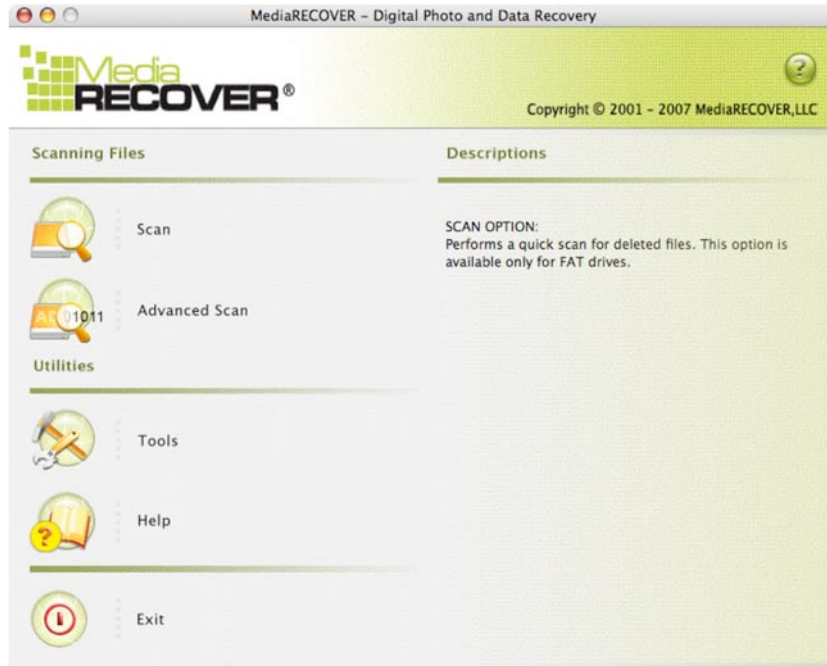 MediaRECOVER – Digital Photo and Data Recovery
Media
RECOVER®
?
Copyright © 2001 – 2007 MediaRECOVER,LLC
Scanning Files
Descriptions
Scan
SCAN OPTION:
Performs a quick scan for deleted files. This option is
available only for FAT drives.
Advanced Scan
Utilities
Tools
Help
?
Exit